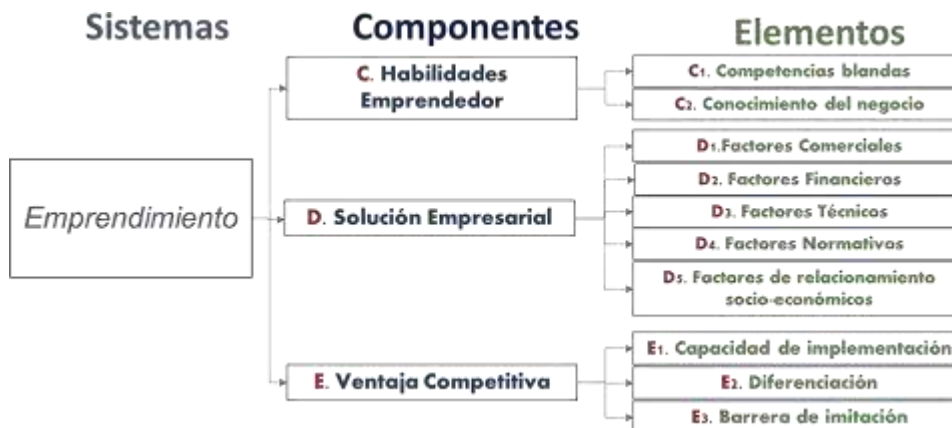 Sistemas
Componentes
Elementos
C. Habilidades
Emprendedor
C1. Competencias blandas
C2. Conocimiento del negocio
Emprendimiento
D. Solución Empresarial
D1.Factores Comerciales
D2. Factores Financieros
D3. Factores Técnicos
D4. Factores Normativos
D5. Factores de relacionamiento
socio-económicos
E. Ventaja Competitiva
E1. Capacidad de implementación
E2. Diferenciación
E3. Barrera de imitación